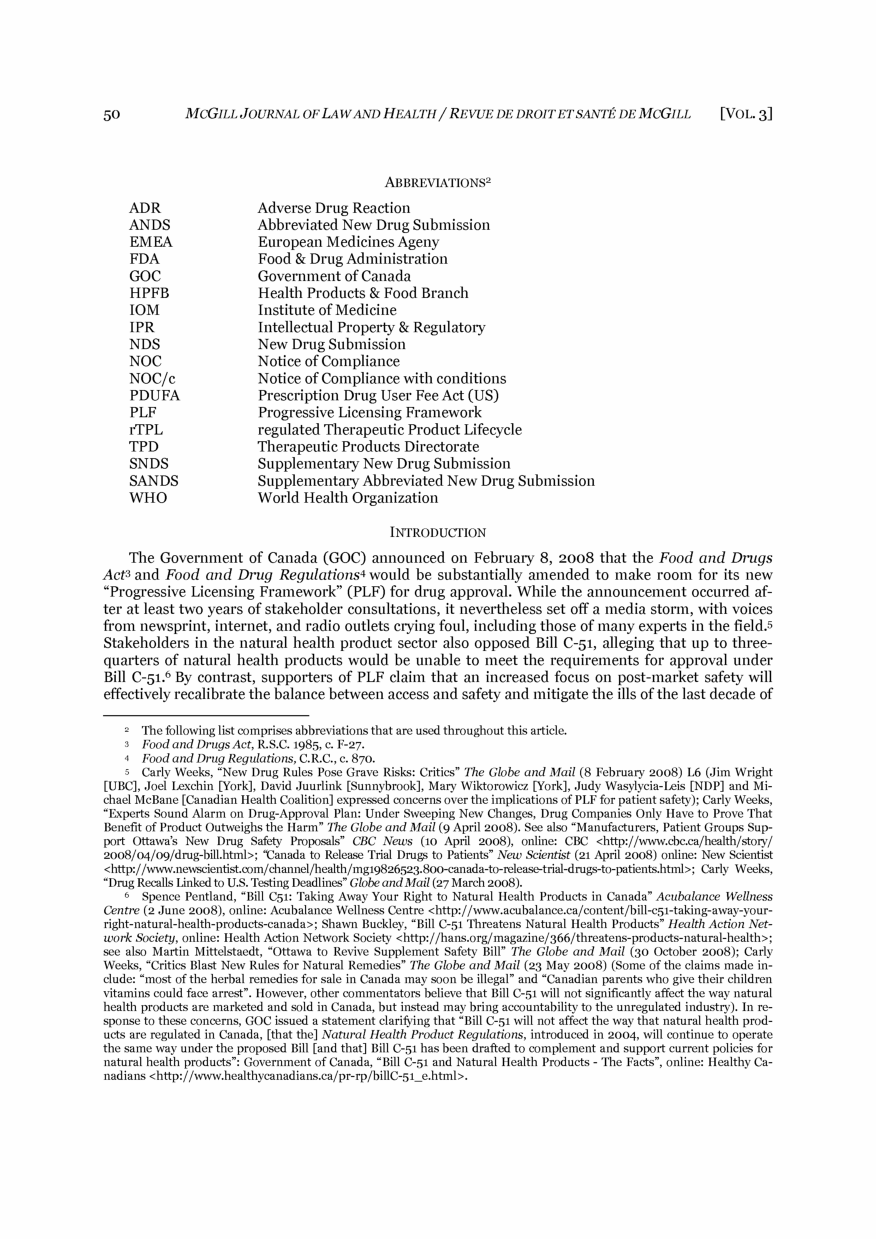 50 MCGILL JOURNAL OF LAW AND HEALTH / REVUE DE DROIT ET SANTÉ DE MCGILL [VOL. 3]
ABBREVIATIONS2
ADR Adverse Drug Reaction
ANDS Abbreviated New Drug Submission
EMEA European Medicines Ageny
FDA Food & Drug Administration
GOC Government of Canada
HPFB Health Products & Food Branch
IOM Institute of Medicine
IPR Intellectual Property & Regulatory
NDS New Drug Submission
NOC Notice of Compliance
NOC/c Notice of Compliance with conditions
PDUFA Prescription Drug User Fee Act (US)
PLF Progressive Licensing Framework
rTPL regulated Therapeutic Product Lifecycle
TPD Therapeutic Products Directorate
SNDS Supplementary New Drug Submission
SANDS Supplementary Abbreviated New Drug Submission
WHO World Health Organization
INTRODUCTION
The Government of Canada (GOC) announced on February 8, 2008 that the Food and Drugs
Act3 and Food and Drug Regulations4 would be substantially amended to make room for its new
“Progressive Licensing Framework” (PLF) for drug approval. While the announcement occurred af-
ter at least two years of stakeholder consultations, it nevertheless set off a media storm, with voices
from newsprint, internet, and radio outlets crying foul, including those of many experts in the field.5
Stakeholders in the natural health product sector also opposed Bill C-51, alleging that up to three-
quarters of natural health products would be unable to meet the requirements for approval under
Bill C-51.6 By contrast, supporters of PLF claim that an increased focus on post-market safety will
effectively recalibrate the balance between access and safety and mitigate the ills of the last decade of
2 The following list comprises abbreviations that are used throughout this article.
3 Food and Drugs Act, R.S.C. 1985, c. F-27.
4 Food and Drug Regulations, C.R.C., c. 870.
5 Carly Weeks, “New Drug Rules Pose Grave Risks: Critics” The Globe and Mail (8 February 2008) L6 (Jim Wright
[UBC], Joel Lexchin [York], David Juurlink [Sunnybrook], Mary Wiktorowicz [York], Judy Wasylycia-Leis [NDP] and Mi-
chael McBane [Canadian Health Coalition] expressed concerns over the implications of PLF for patient safety); Carly Weeks,
“Experts Sound Alarm on Drug-Approval Plan: Under Sweeping New Changes, Drug Companies Only Have to Prove That
Benefit of Product Outweighs the Harm” The Globe and Mail (9 April 2008). See also “Manufacturers, Patient Groups Sup-
port Ottawa’s New Drug Safety Proposals” CBC News (10 April 2008), online: CBC <http://www.cbc.ca/health/story/
2008/04/09/drug-bill.html>; “Canada to Release Trial Drugs to Patients” New Scientist (21 April 2008) online: New Scientist
<http://www.newscientist.com/channel/health/mg19826523.800-canada-to-release-trial-drugs-to-patients.html>; Carly Weeks,
“Drug Recalls Linked to U.S. Testing Deadlines” Globe and Mail (27 March 2008).
6 Spence Pentland, “Bill C51: Taking Away Your Right to Natural Health Products in Canada” Acubalance Wellness
Centre (2 June 2008), online: Acubalance Wellness Centre <http://www.acubalance.ca/content/bill-c51-taking-away-your-
right-natural-health-products-canada>; Shawn Buckley, “Bill C-51 Threatens Natural Health Products” Health Action Net-
work Society, online: Health Action Network Society <http://hans.org/magazine/366/threatens-products-natural-health>;
see also Martin Mittelstaedt, “Ottawa to Revive Supplement Safety Bill” The Globe and Mail (30 October 2008); Carly
Weeks, “Critics Blast New Rules for Natural Remedies” The Globe and Mail (23 May 2008) (Some of the claims made in-
clude: “most of the herbal remedies for sale in Canada may soon be illegal” and “Canadian parents who give their children
vitamins could face arrest”. However, other commentators believe that Bill C-51 will not significantly affect the way natural
health products are marketed and sold in Canada, but instead may bring accountability to the unregulated industry). In re-
sponse to these concerns, GOC issued a statement clarifying that “Bill C-51 will not affect the way that natural health prod-
ucts are regulated in Canada, [that the] Natural Health Product Regulations, introduced in 2004, will continue to operate
the same way under the proposed Bill [and that] Bill C-51 has been drafted to complement and support current policies for
natural health products”: Government of Canada, “Bill C-51 and Natural Health Products - The Facts”, online: Healthy Ca-
nadians <http://www.healthycanadians.ca/pr-rp/billC-51_e.html>.